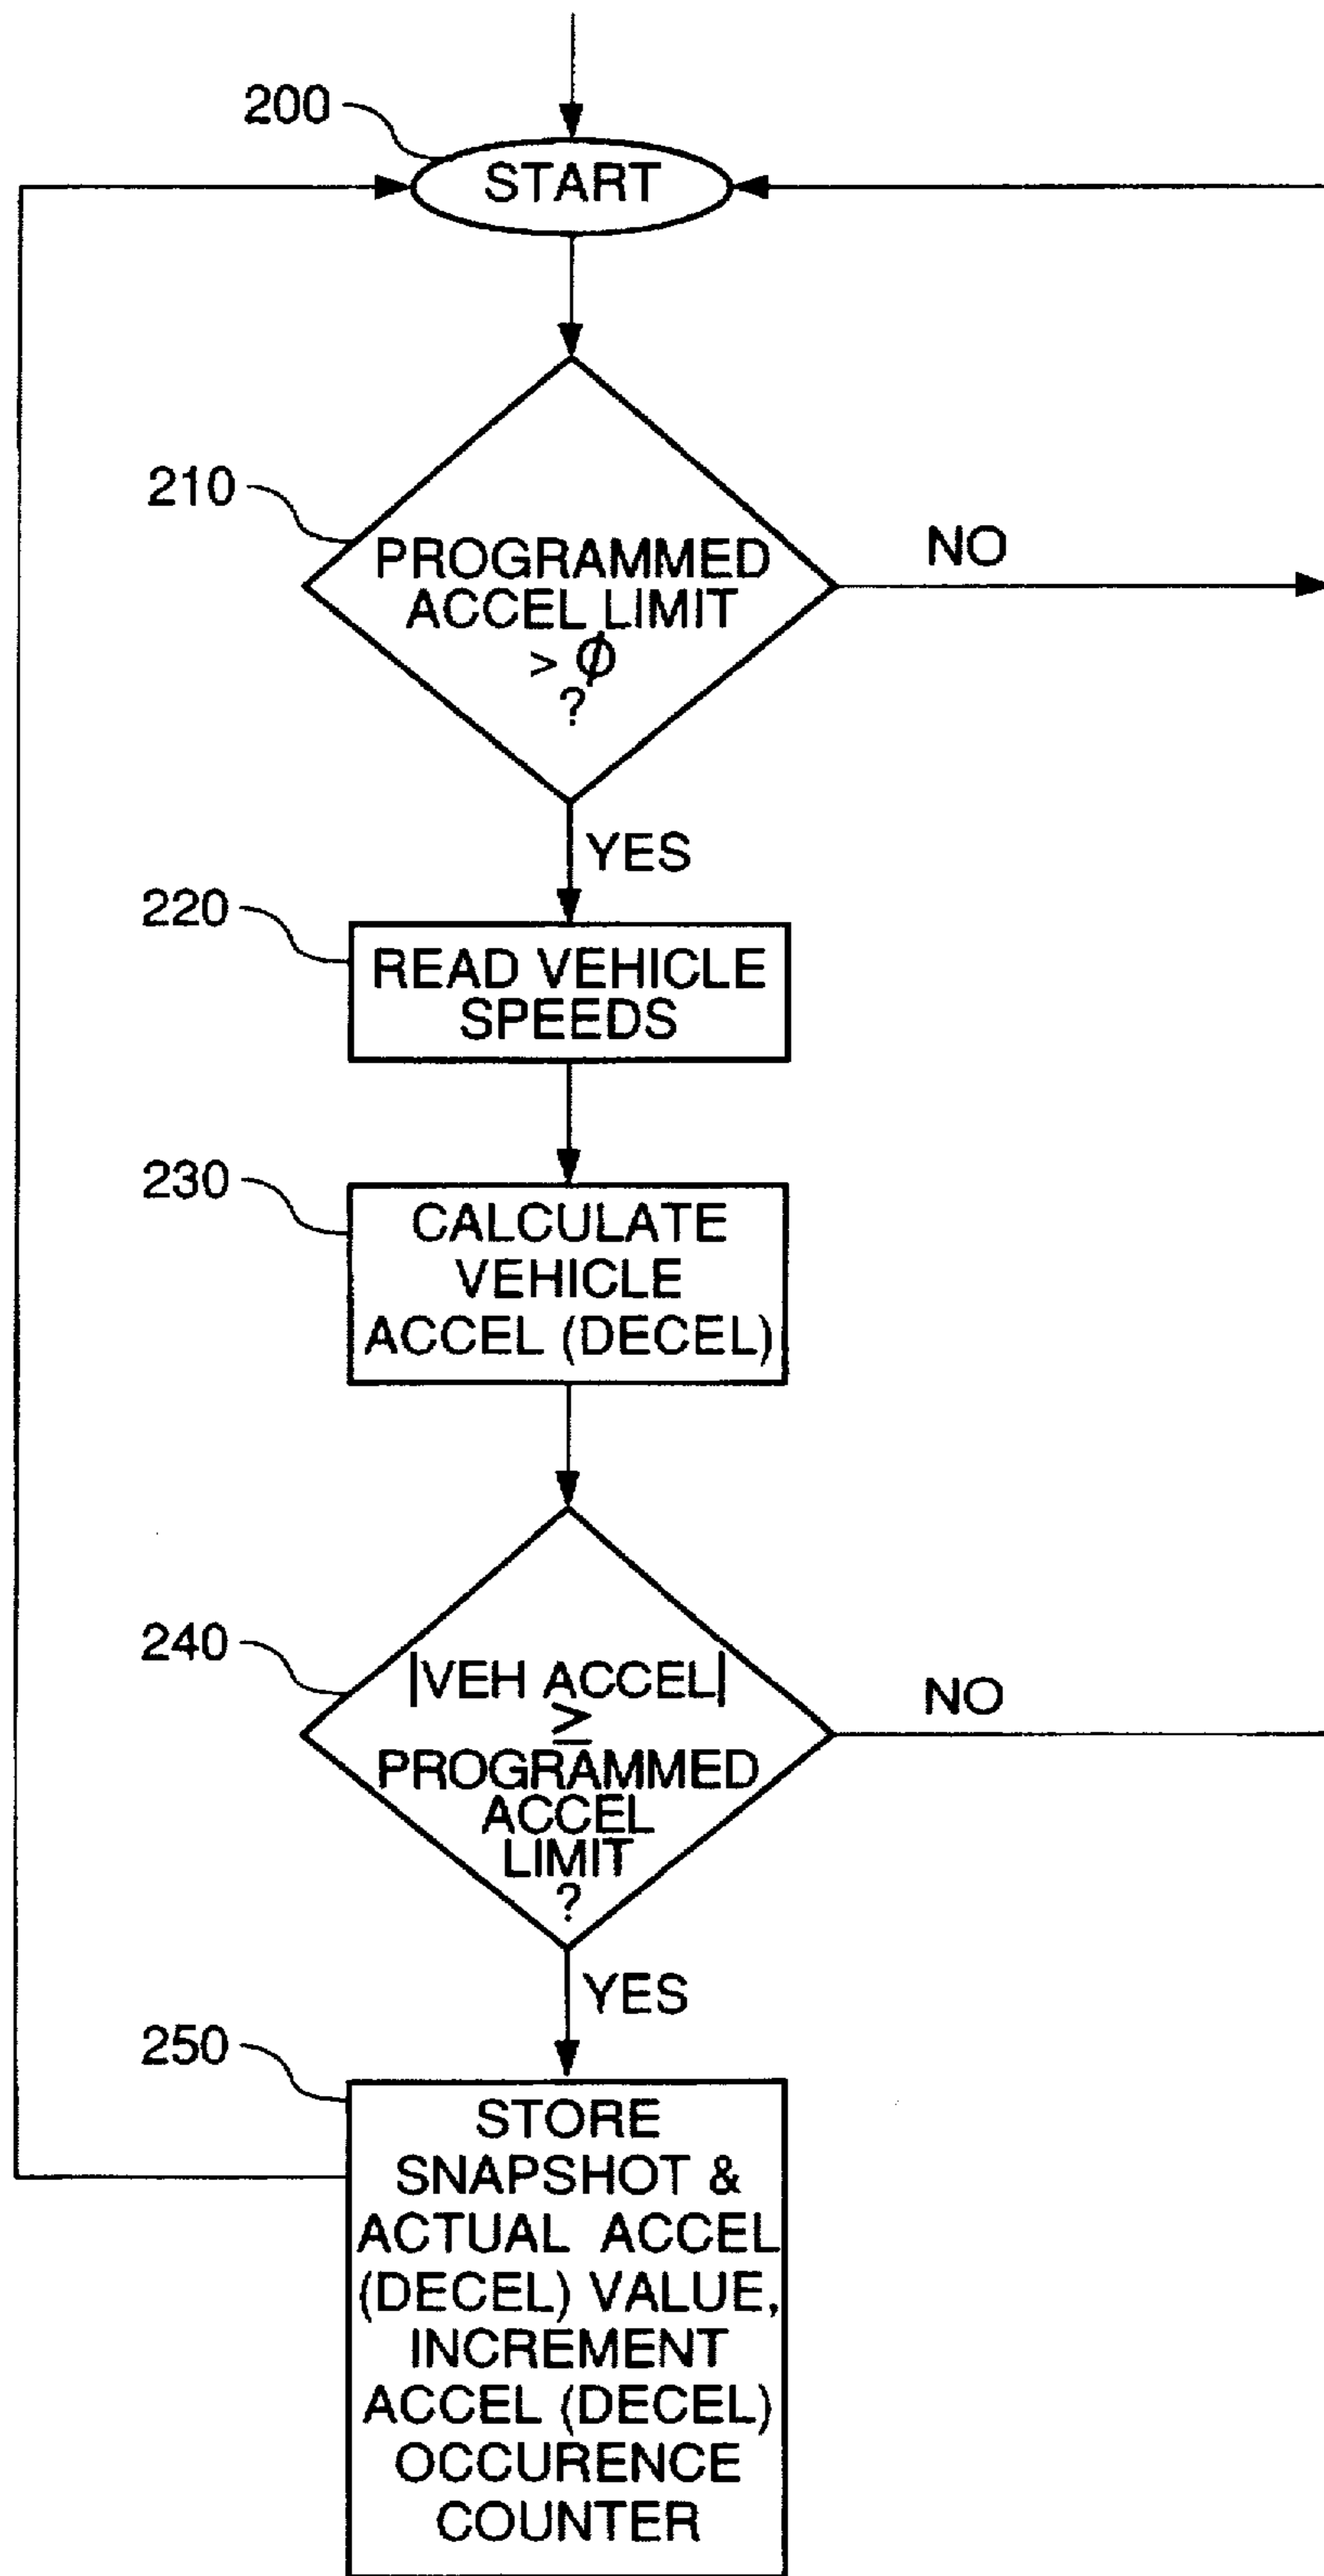 200
START
210
PROGRAMMED
ACCEL LIMIT
> ϕ
?
NO
YES
220
READ VEHICLE
SPEEDS
230
CALCULATE
VEHICLE
ACCEL (DECEL)
240
|VEH ACCEL|
≥
PROGRAMMED
ACCEL
LIMIT
?
NO
YES
250
STORE
SNAPSHOT &
ACTUAL ACCEL
(DECEL) VALUE,
INCREMENT
ACCEL (DECEL)
OCCURENCE
COUNTER